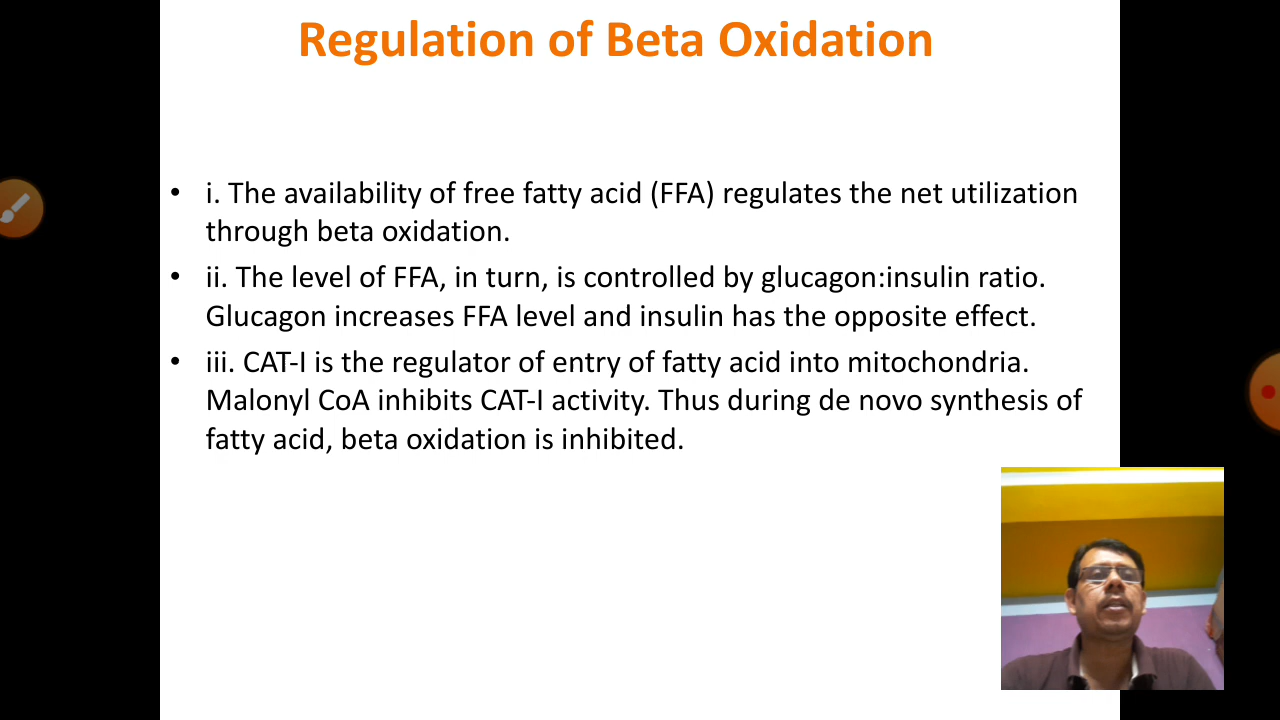 Regulation of Beta Oxidation
• i. The availability of free fatty acid (FFA) regulates the net utilization
through beta oxidation.
• ii. The level of FFA, in turn, is controlled by glucagon:insulin ratio.
Glucagon increases FFA level and insulin has the opposite effect.
• iii. CAT-I is the regulator of entry of fatty acid into mitochondria.
Malonyl CoA inhibits CAT-I activity. Thus during de novo synthesis of
fatty acid, beta oxidation is inhibited.